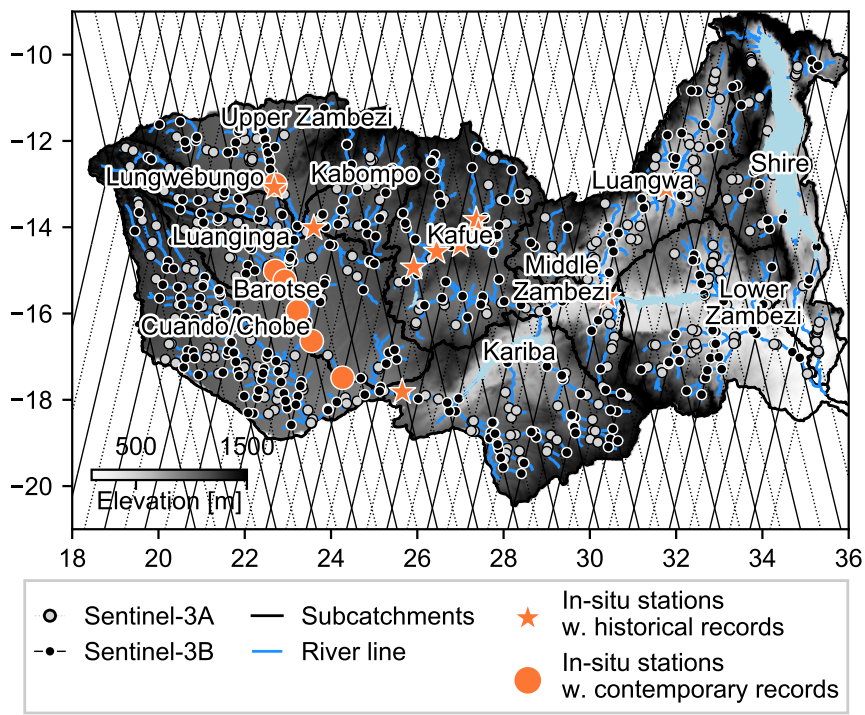 −10
−12
−14
−16
−18
−20
Upper Zambezi
Lungwebungo
Kabompo
Luangwa
Shire
Luanginga
Kafue
Middle
Zambezi
Barotse
Lower
Zambezi
Cuando/Chobe
Kariba
500 1500
Elevation [m]
18 20 22 24 26 28 30 32 34 36
Sentinel-3A
Sentinel-3B
Subcatchments
River line
In-situ stations
w. historical records
In-situ stations
w. contemporary records